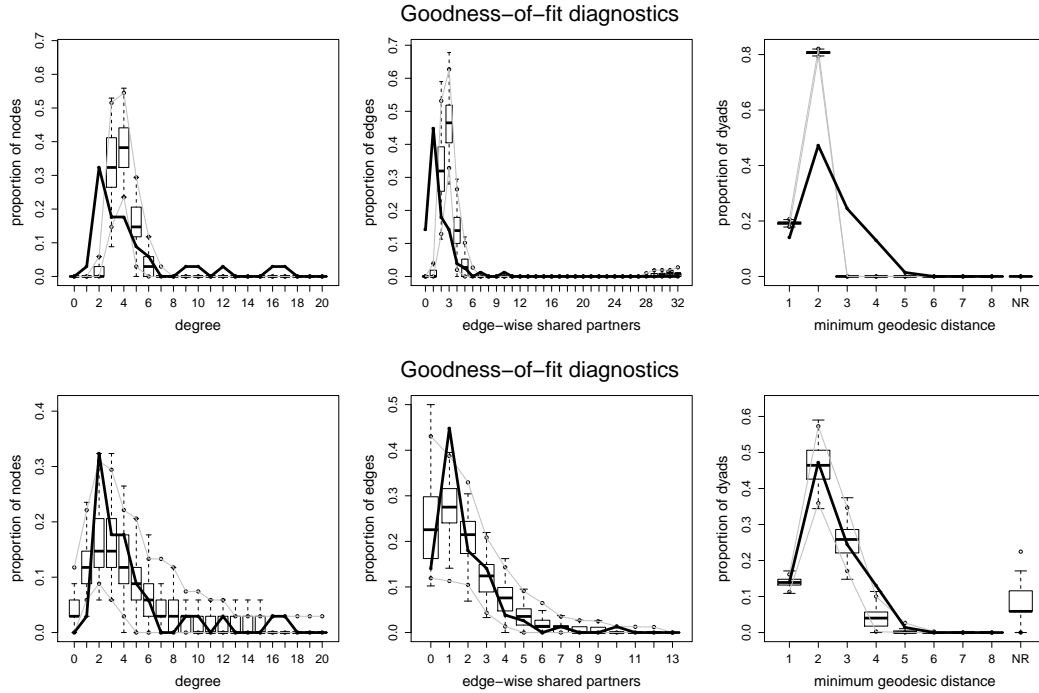 Goodness−of−fit diagnostics
proportion of nodes
0.0 0.1 0.2 0.3 0.4 0.5 0.6 0.7
0 2 4 6 8 10 12 14 16 18 20
degree
proportion of edges
0.0 0.1 0.2 0.3 0.4 0.5 0.6 0.7
0 3 6 9 12 16 20 24 28 32
edge−wise shared partners
proportion of dyads
0.0 0.2 0.4 0.6 0.8
1 2 3 4 5 6 7 8 NR
minimum geodesic distance
Goodness−of−fit diagnostics
proportion of nodes
0.0 0.1 0.2 0.3 0.4
0 2 4 6 8 10 12 14 16 18 20
degree
proportion of edges
0.0 0.1 0.2 0.3 0.4 0.5
0 1 2 3 4 5 6 7 8 9 11 13
edge−wise shared partners
proportion of dyads
0.0 0.1 0.2 0.3 0.4 0.5 0.6
1 2 3 4 5 6 7 8 NR
minimum geodesic distance